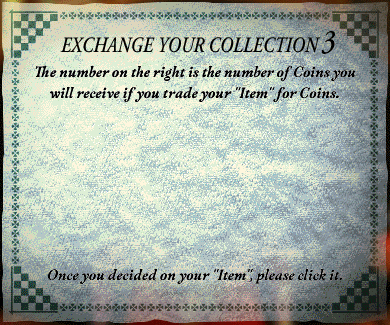 EXCHANGE YOUR COLLECTION 3
The number on the right is the number of Coins you
will receive if you trade your "Item" for Coins.
Once you decided on your "Item", please click it.